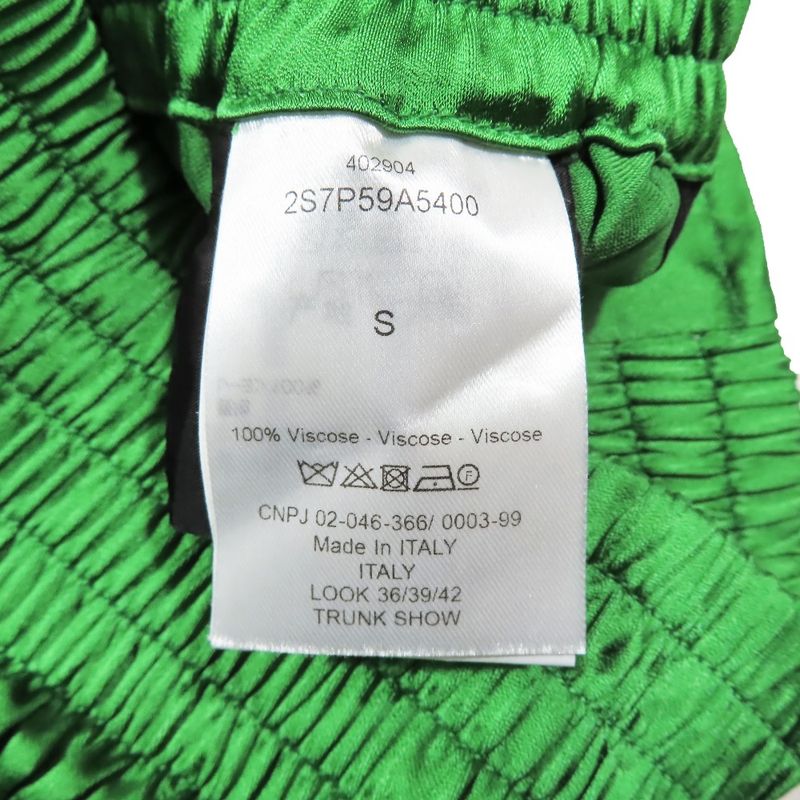 402904
2S7P59A5400
S
100% Viscose - Viscose - Viscose
CNPJ 02-046-366/ 0003-99
Made In ITALY
ITALY
LOOK 36/39/42
TRUNK SHOW